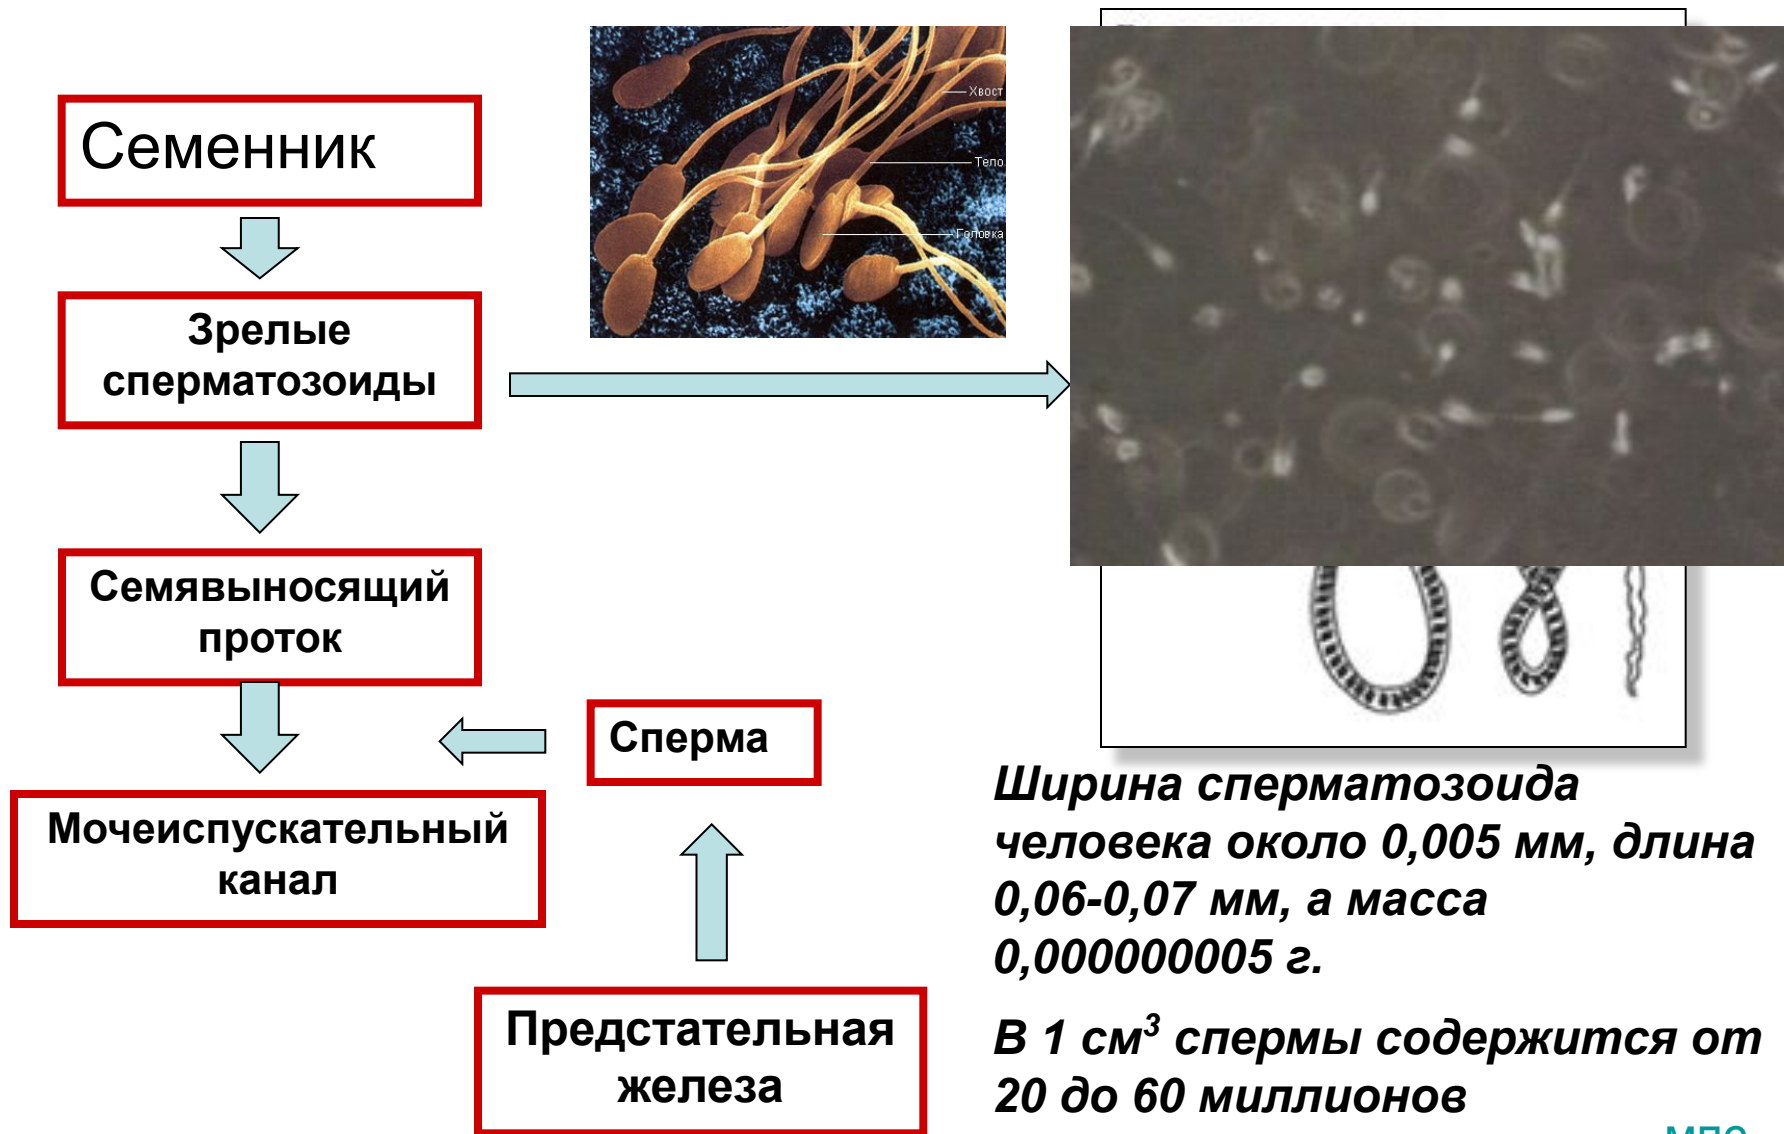 Семенник
Зрелые
сперматозоиды
Семявыносящий
проток
Мочеиспускательный
канал
Сперма
Предстательная
железа
Хвост
Тело
Головка
Ширина сперматозоида
человека около 0,005 мм, длина
0,06-0,07 мм, а масса
0,000000005 г.
В 1 см³ спермы содержится от
20 до 60 миллионов